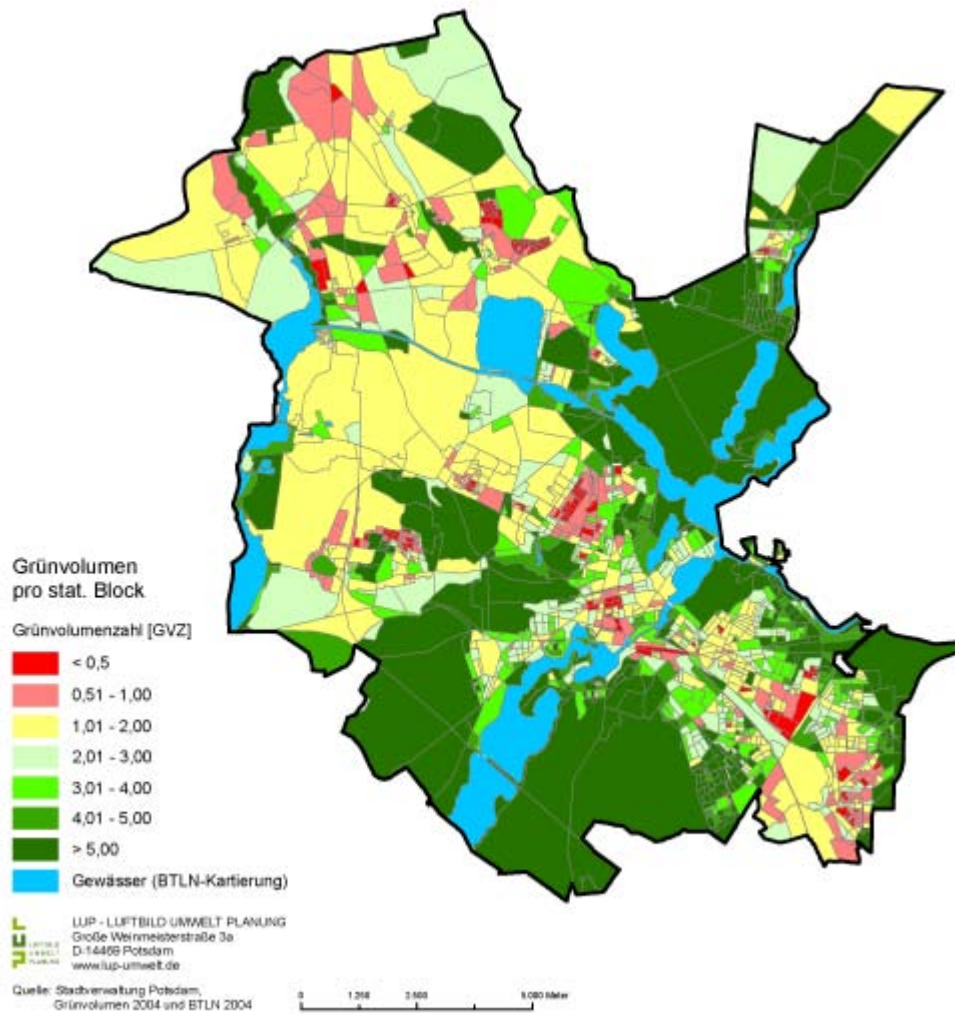 Grünvolumen
pro stat. Block
Grünvolumenzahl [GVZ]
< 0,5
0,51 - 1,00
1,01 - 2,00
2,01 - 3,00
3,01 - 4,00
4,01 - 5,00
> 5,00
Gewässer (BTLN-Kartierung)
LUP - LUFTBILD UMWELT PLANUNG
Große Weinmeisterstraße 3a
D-14469 Potsdam
www.lup-umwelt.de
LUFTBILD
UMWELT
PLANUNG
Quelle: Stadtverwaltung Potsdam,
Grünvolumen 2004 und BTLN 2004
0 1.250 2.500 5.000 Meter